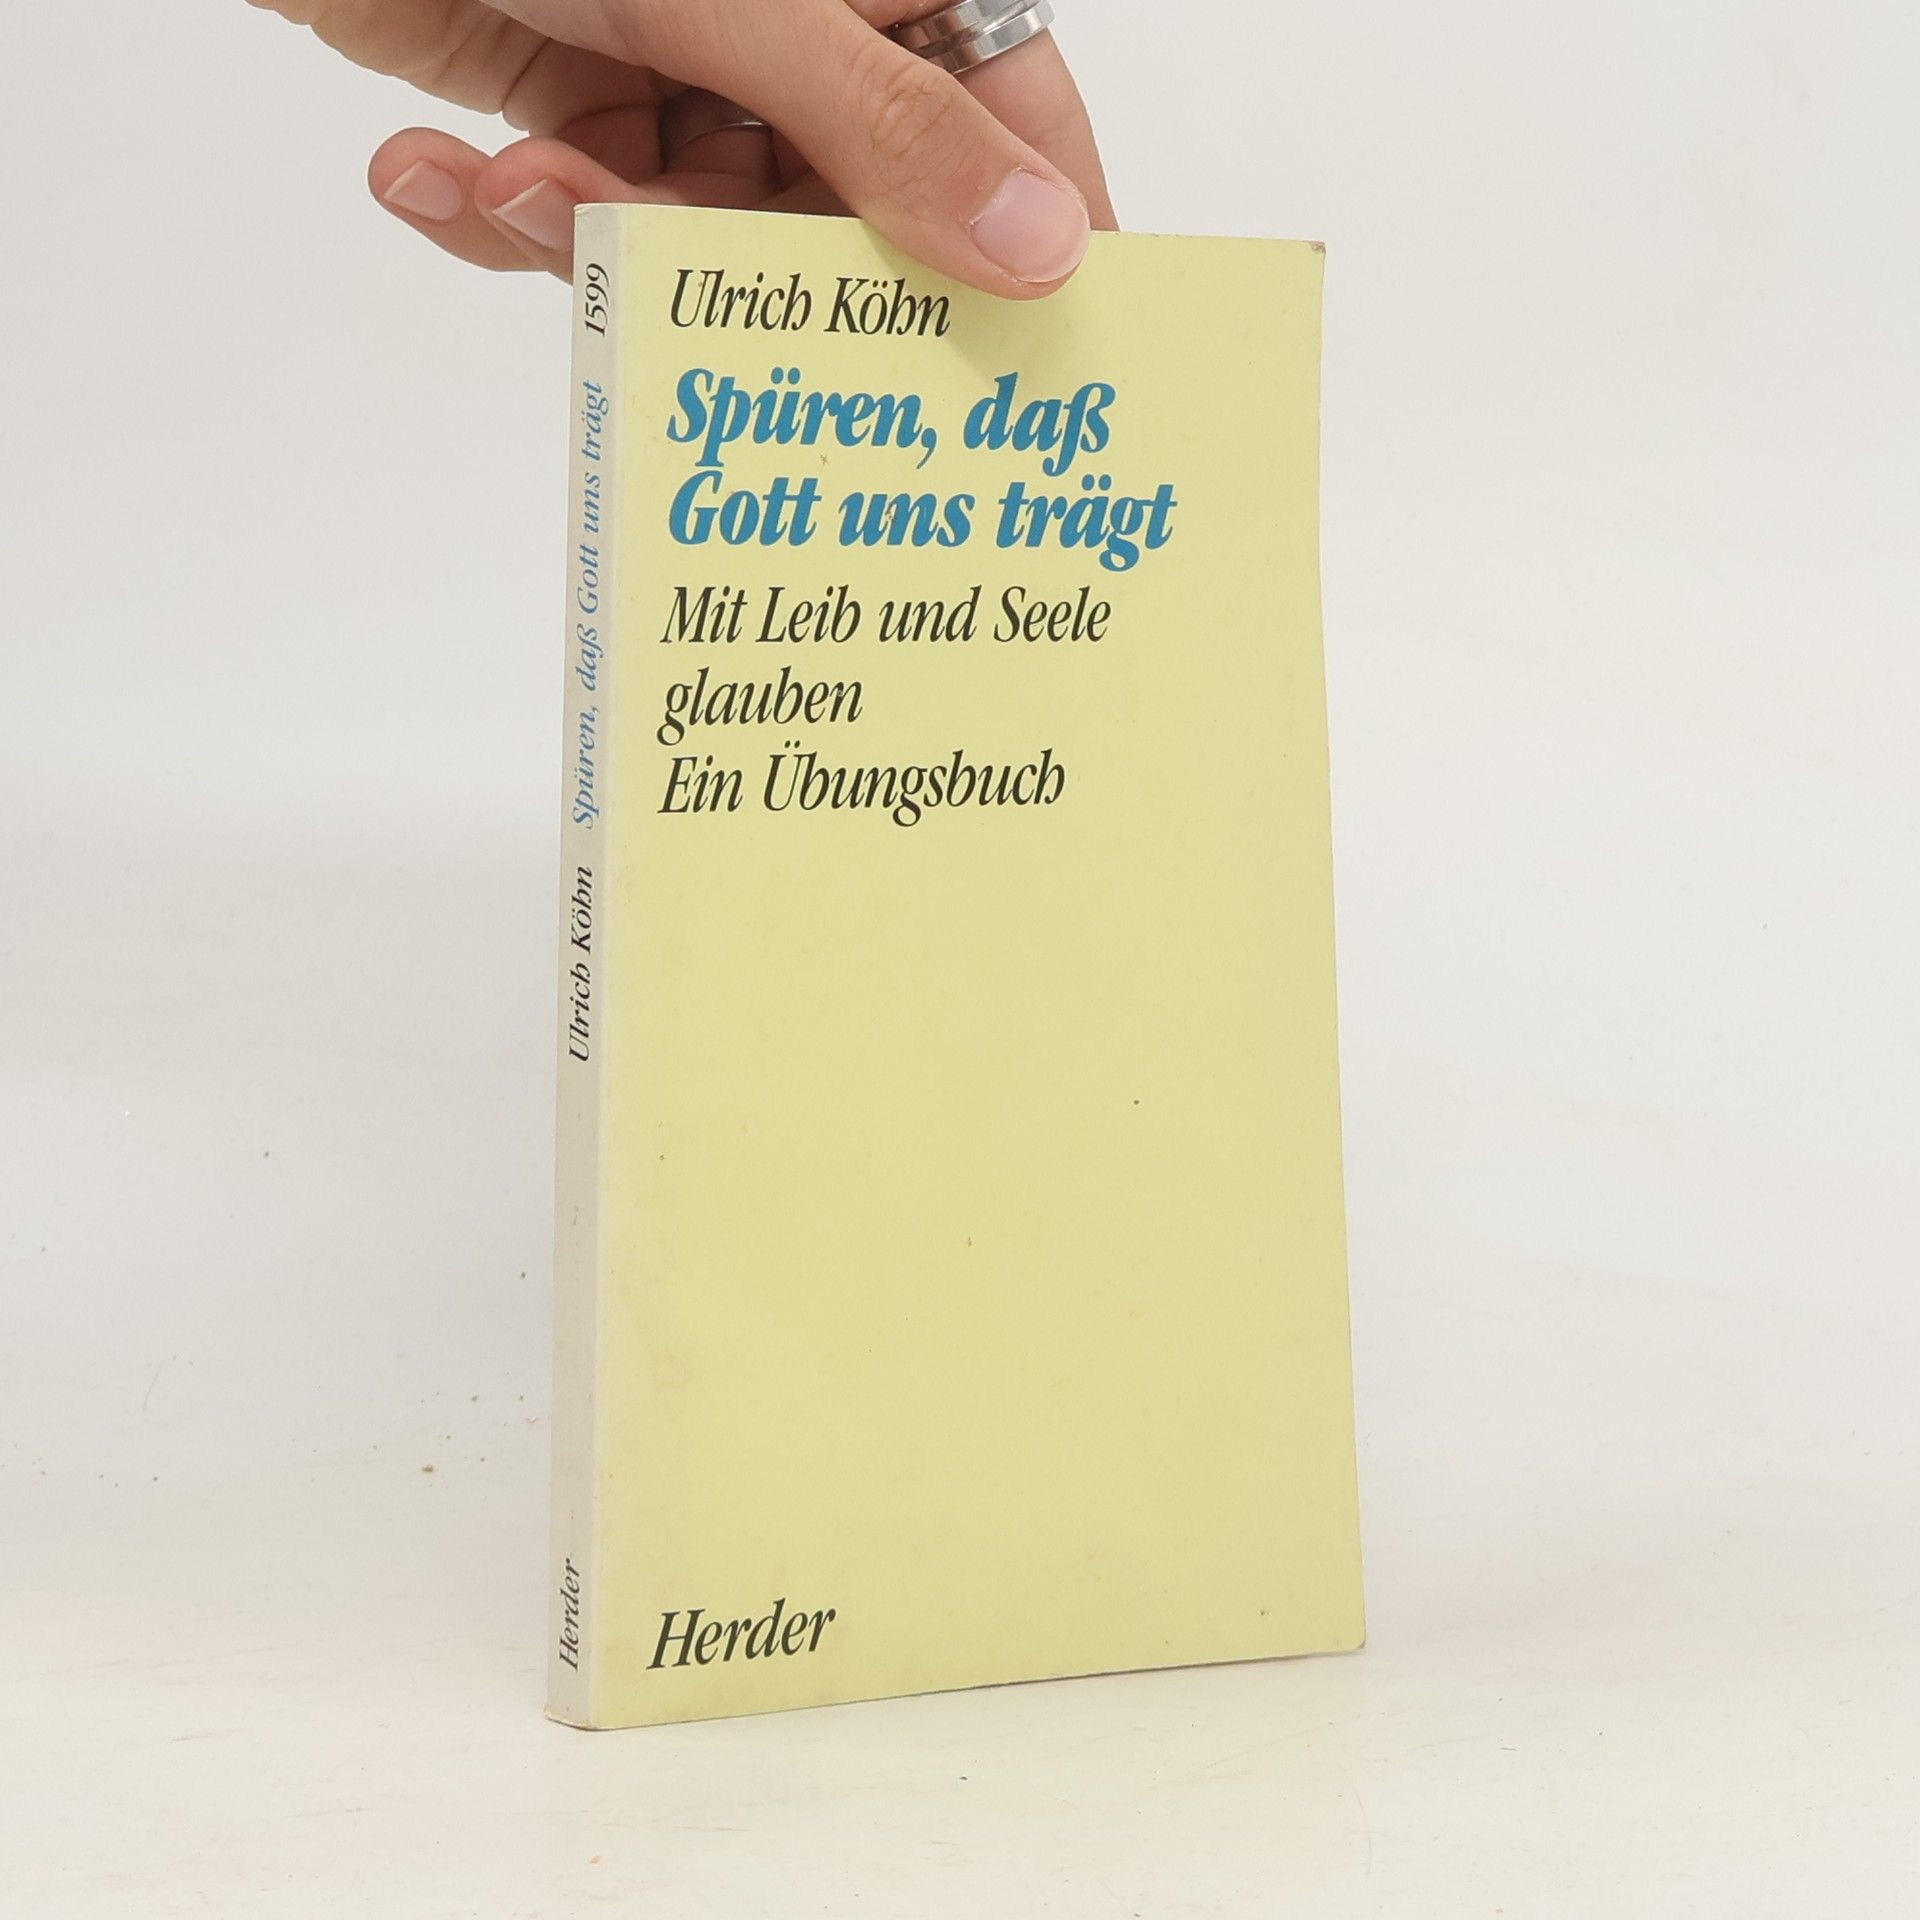 Ulrich Köhn
Spüren, daß
Gott uns trägt
Mit Leib und Seele
glauben
Ein Übungsbuch
Herder
Herder Ulrich Köhn Spüren, daß Gott uns trägt 1599